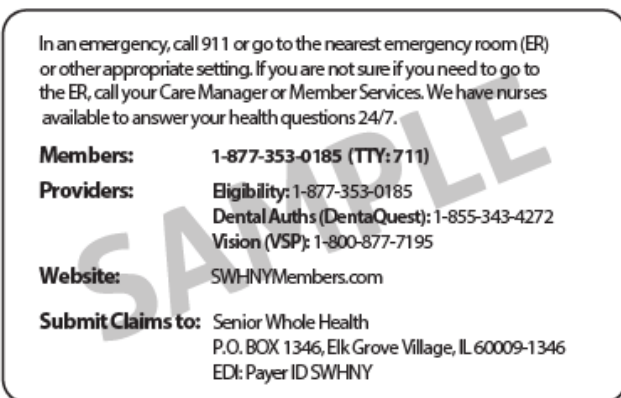 In an emergency, call 911 or go to the nearest emergency room (ER)
or other appropriate setting. If you are not sure if you need to go to
the ER, call your Care Manager or Member Services. We have nurses
available to answer your health questions 24/7.
Members: 1-877-353-0185 (TTY: 711)
Providers: Eligibility: 1-877-353-0185
Dental Auths (DentaQuest): 1-855-343-4272
Vision (VSP): 1-800-877-7195
Website: SWHNYMembers.com
Submit Claims to: Senior Whole Health
P.O. BOX 1346, Elk Grove Village, IL 60009-1346
EDI: Payer ID SWHNY
SAMPLE